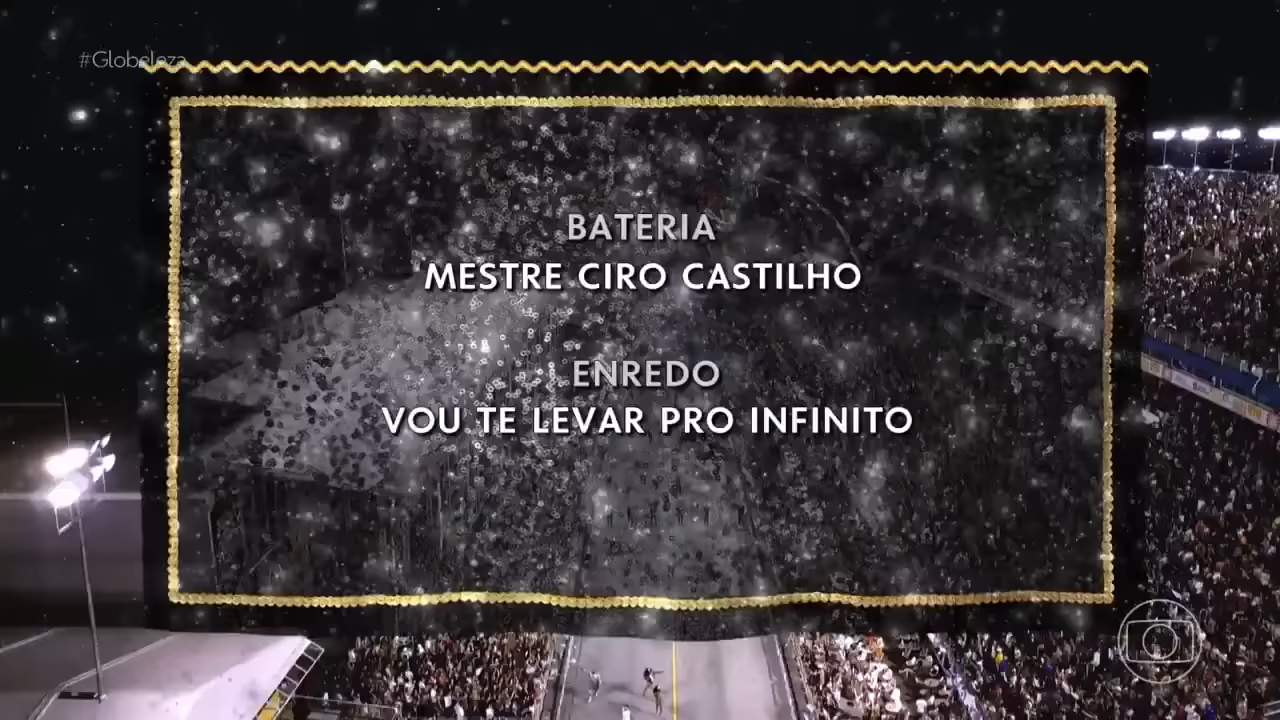 #Globeleza
BATERIA
MESTRE CIRO CASTILHO
ENREDO
VOU TE LEVAR PRO INFINITO